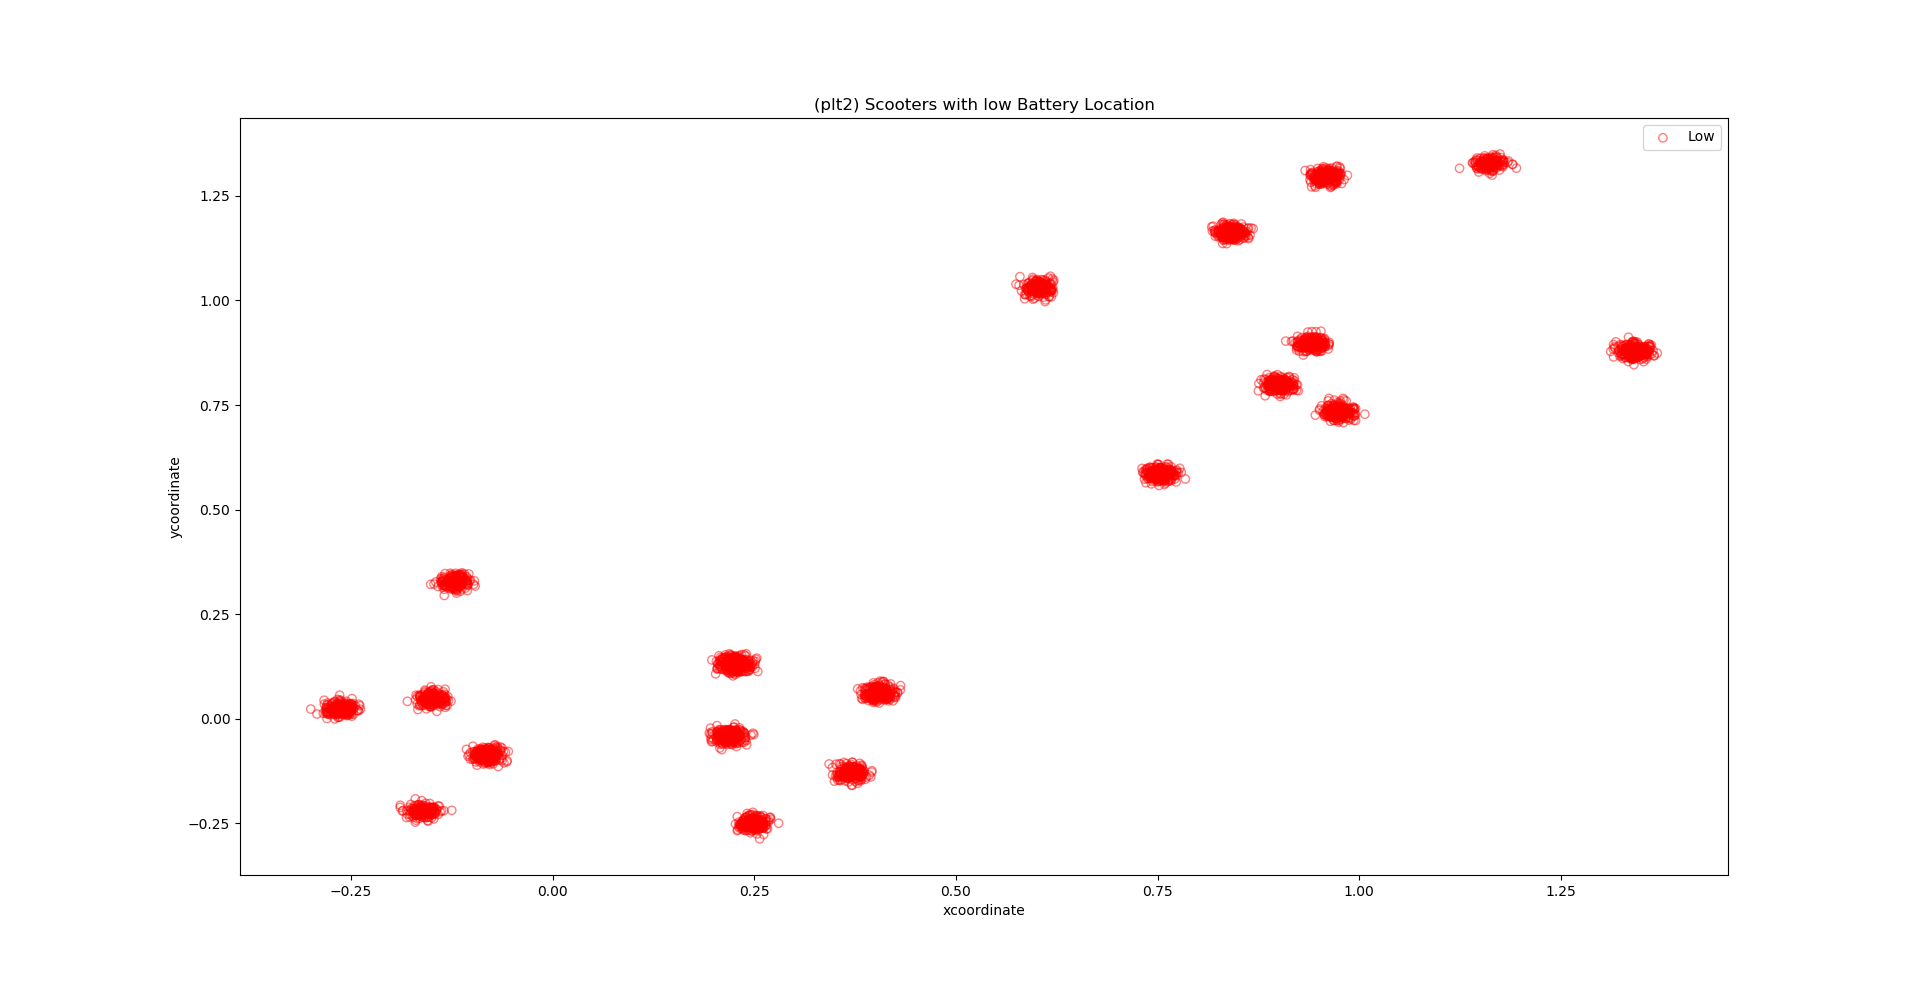 (plt2) Scooters with low Battery Location
Low
ycoordinate
1.25
1.00
0.75
0.50
0.25
0.00
−0.25
−0.25 0.00 0.25 0.50 0.75 1.00 1.25
xcoordinate